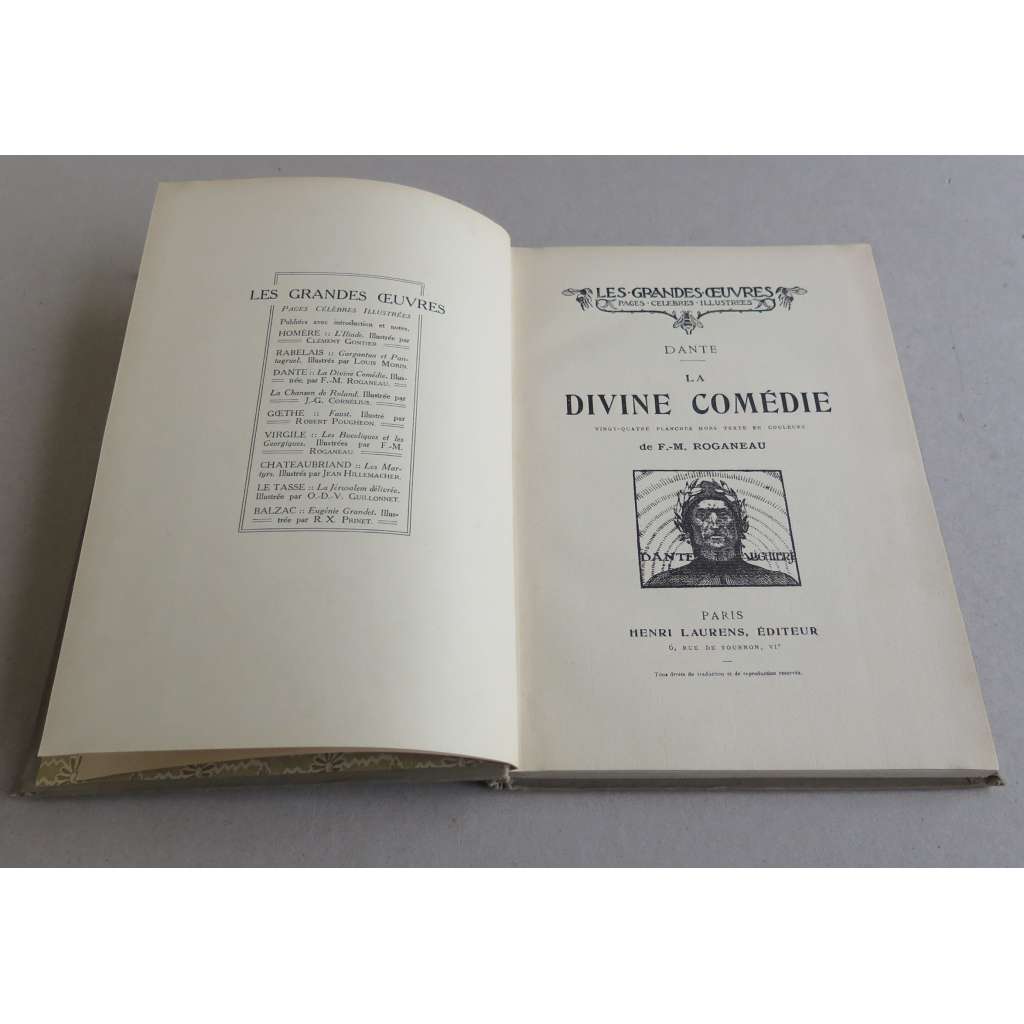 LES GRANDES ŒUVRES
PAGES CÉLÈBRES ILLUSTRÉES
Publiées avec introduction et notes.
HOMÈRE :: L'Iliade. Illustrée par
CLÉMENT GONTIER
RABELAIS :: Gargantua et Pan-
tagruel. Illustrés par LOUIS MORIN.
DANTE :: La Divine Comédie. Illus-
trée, par F.-M. ROGANEAU.
La Chanson de Roland. Illustrée par
J.-G. CORNÉLIUS.
GŒTHE :: Faust. Illustré par
ROBERT POUGHEON.
VIRGILE :: Les Bucoliques et les
Georgiques. Illustrées par F.-M.
ROGANEAU.
CHATEAUBRIAND :: Les Mar-
tyrs. Illustrés par JEAN HILLEMACHER.
LE TASSE :: La Jérusalem délivrée.
Illustrée par O.-D.-V. GUILLONNET.
BALZAC :: Eugénie Grandet. Illus-
trée par R. X. PRINET.
LES·GRANDES·ŒUVRES
PAGES·CÉLÈBRES·ILLUSTRÉES
DANTE
LA
DIVINE COMÉDIE
VINGT-QUATRE PLANCHES HORS TEXTE EN COULEURS
de F.-M. ROGANEAU
DANTE ALIGHIERI
PARIS
HENRI LAURENS, ÉDITEUR
6, RUE DE TOURNON, VIᵉ
Tous droits de traduction et de reproduction réservés.